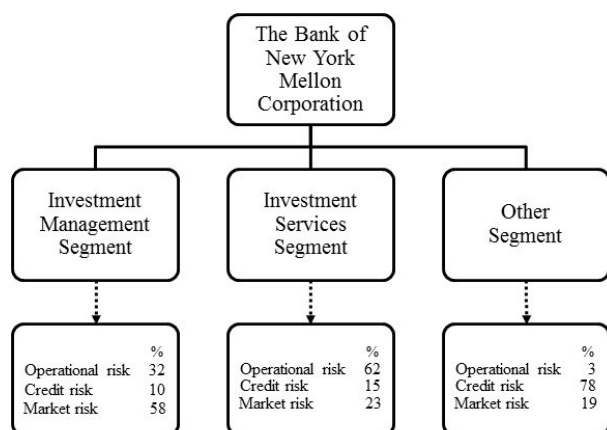 The Bank of
New York
Mellon
Corporation
Investment
Management
Segment
Investment
Services
Segment
Other
Segment
%
Operational risk 32
Credit risk 10
Market risk 58
%
Operational risk 62
Credit risk 15
Market risk 23
%
Operational risk 3
Credit risk 78
Market risk 19